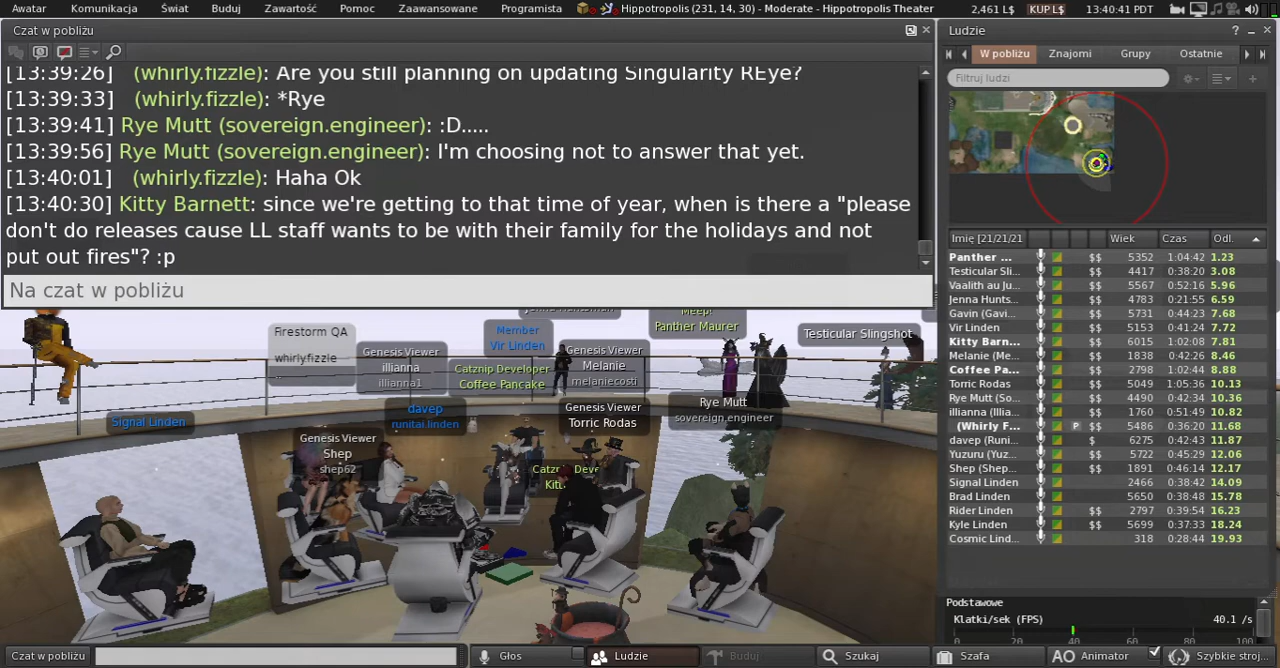 Awatar Komunikacja Świat Buduj Zawartość Pomoc Zaawansowane Programista Hippotropolis (231, 14, 30) - Moderate - Hippotropolis Theater 2,461 L$ KUP L$ 13:40:41 PDT
Czat w pobliżu
[13:39:26] (whirly.fizzle): Are you still planning on updating Singularity REye?
[13:39:33] (whirly.fizzle): *Rye
[13:39:41] Rye Mutt (sovereign.engineer): :D.....
[13:39:56] Rye Mutt (sovereign.engineer): I'm choosing not to answer that yet.
[13:40:01] (whirly.fizzle): Haha Ok
[13:40:30] Kitty Barnett: since we're getting to that time of year, when is there a "please
don't do releases cause LL staff wants to be with their family for the holidays and not
put out fires"? :p
Na czat w pobliżu
Ludzie
W pobliżu Znajomi Grupy Ostatnie
Filtruj ludzi
Imię [21/21/21 Wiek Czas Odl.
Panther ... $$ 5352 1:04:42 1.23
Testicular Sli... $$ 4417 0:38:20 3.08
Vaalith au Ju... $$ 5567 0:52:16 5.96
Jenna Hunts... $$ 4783 0:21:55 6.59
Gavin (Gavi... $$ 5731 0:44:23 7.68
Vir Linden $$ 5153 0:41:24 7.72
Kitty Barn... $$ 6015 1:02:08 7.81
Melanie (Me... $$ 1838 0:42:26 8.46
Coffee Pa... $$ 2798 1:02:44 8.88
Torric Rodas $$ 5049 1:05:36 10.13
Rye Mutt (So... $$ 4490 0:42:34 10.36
illianna (Illia... $$ 1760 0:51:49 10.82
(Whirly F... P $$ 5486 0:36:20 11.68
davep (Runi... $ 6275 0:42:43 11.87
Yuzuru (Yuz... $$ 5722 0:45:29 12.06
Shep (Shep... $$ 1891 0:46:14 12.17
Signal Linden 2466 0:38:42 14.09
Brad Linden 5650 0:38:48 15.78
Rider Linden $$ 2797 0:39:54 16.23
Kyle Linden $$ 5699 0:37:33 18.24
Cosmic Lind... 318 0:28:44 19.93
Podstawowe
Klatki/sek (FPS) 40.1 /s
0 20 40 60 80 100
Firestorm QA
whirlyfizzle
Genesis Viewer
illianna
illianna1
Member
Vir Linden
Catznip Developer
Coffee Pancake
Genesis Viewer
Melanie
melaniecosti
Meep!
Panther Maurer
Testicular Slingshot
Signal Linden
davep
runitai.linden
Genesis Viewer
Torric Rodas
Rye Mutt
sovereign.engineer
Genesis Viewer
Shep
shep62
Czat w pobliżu Głos Ludzie Buduj Szukaj Szafa AO Animator Szybkie stroj...